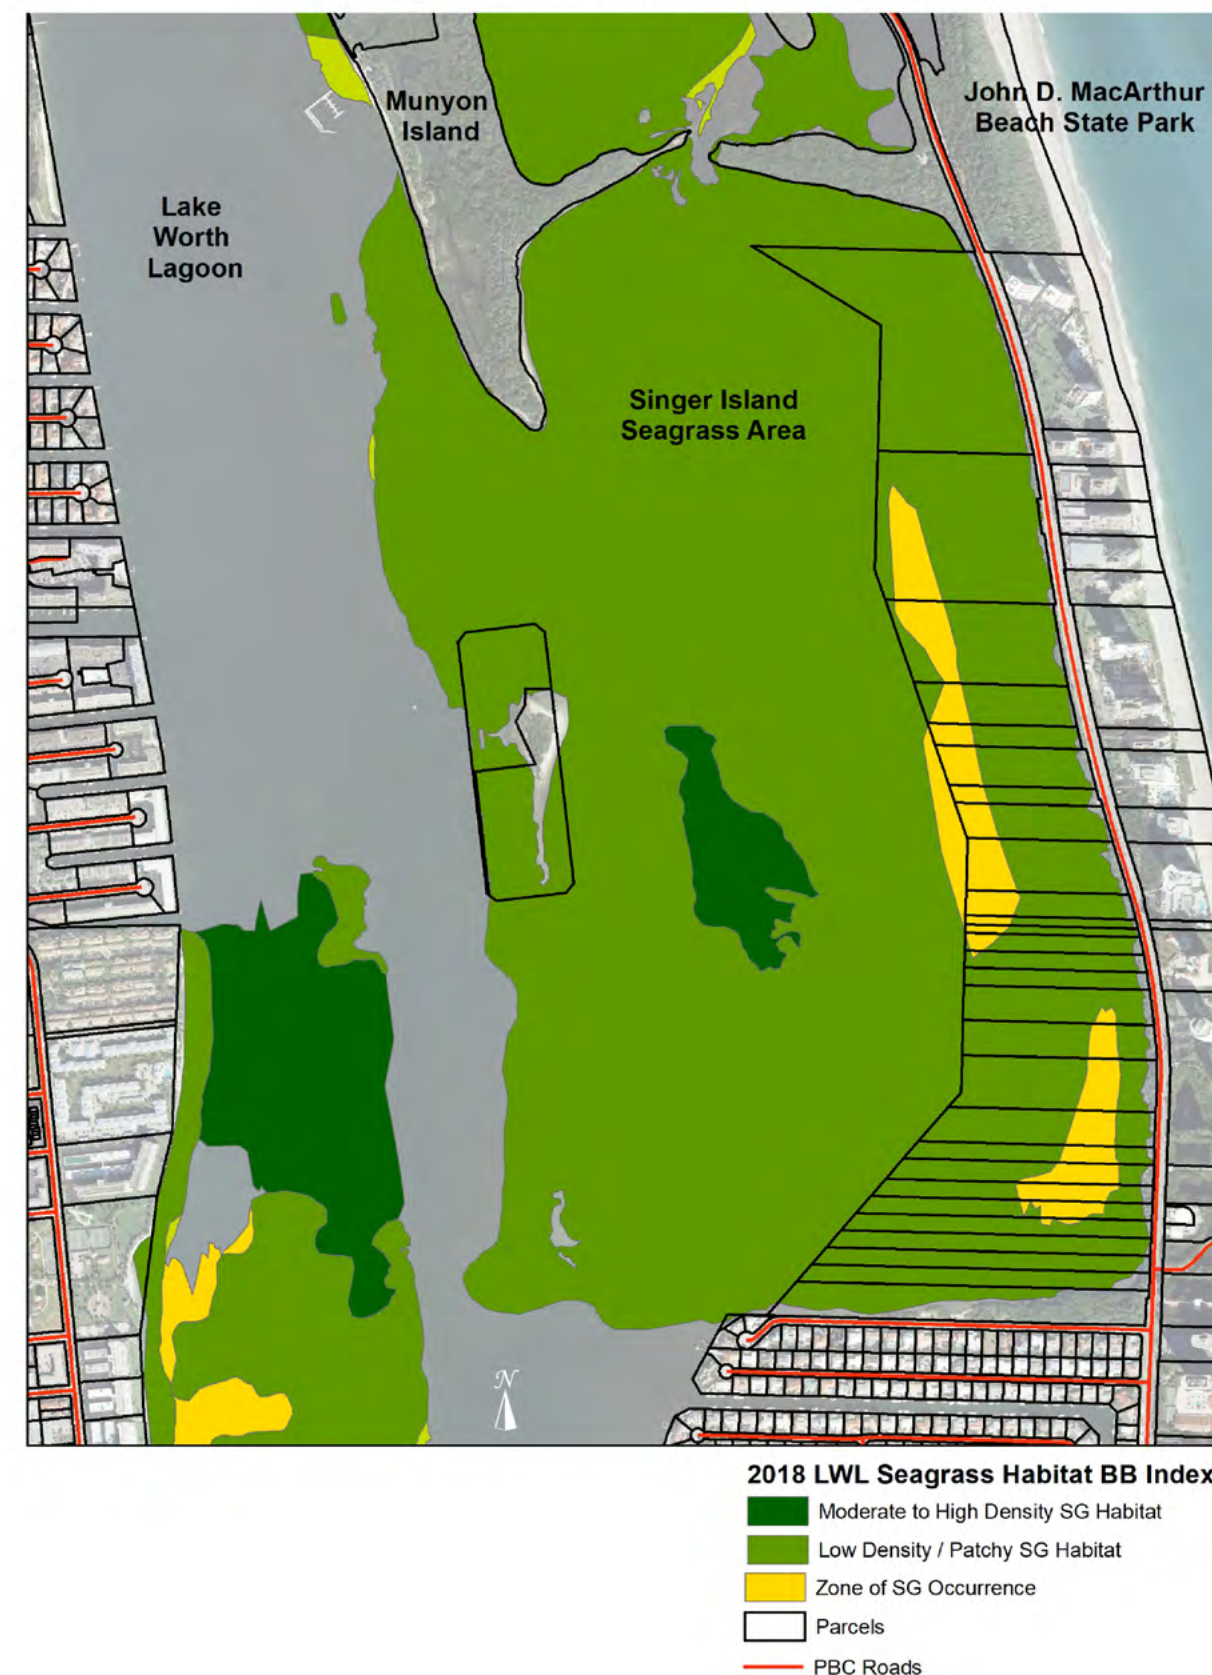 Munyon
Island
John D. MacArthur
Beach State Park
Lake
Worth
Lagoon
Singer Island
Seagrass Area
N
2018 LWL Seagrass Habitat BB Index
Moderate to High Density SG Habitat
Low Density / Patchy SG Habitat
Zone of SG Occurrence
Parcels
PBC Roads